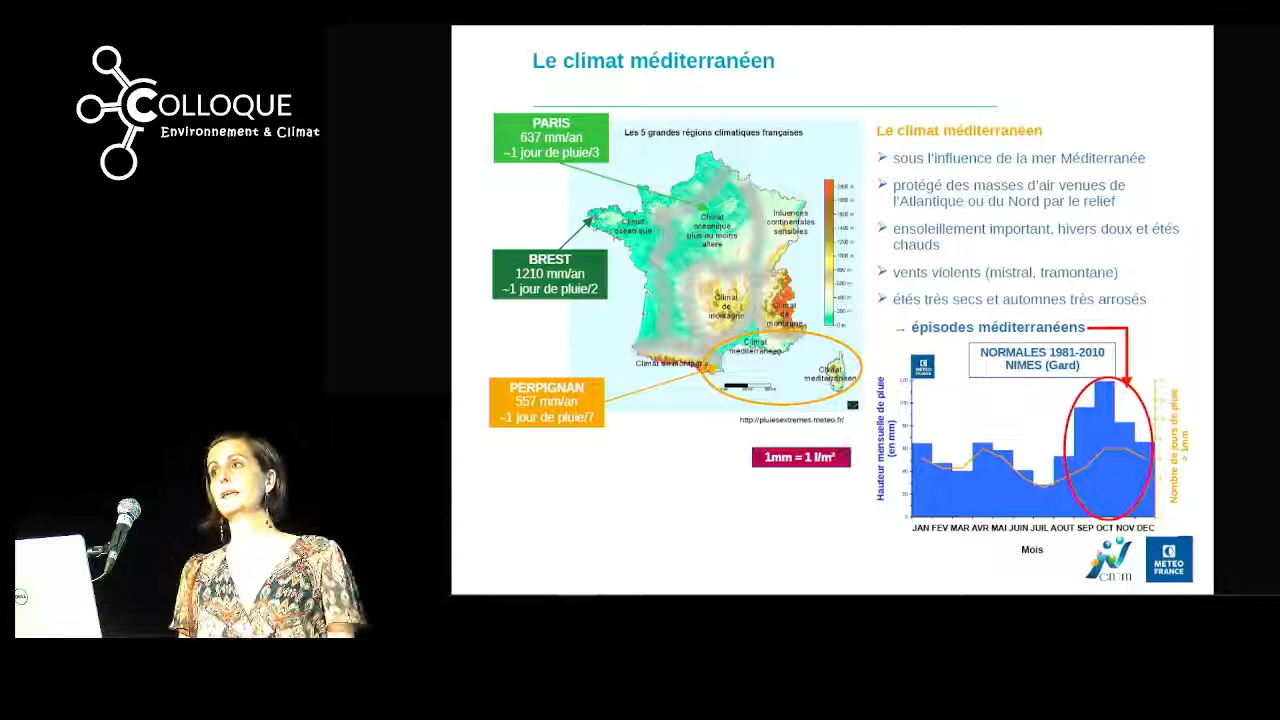 COLLOQUE
Environnement & Climat
Le climat méditerranéen
PARIS
637 mm/an
~1 jour de pluie/3
BREST
1210 mm/an
~1 jour de pluie/2
PERPIGNAN
557 mm/an
~1 jour de pluie/7
Les 5 grandes régions climatiques françaises
Climat
océanique
Climat
océanique
plus ou moins
altéré
Influences
continentales
sensibles
Climat
de
montagne
Climat
de
montagne
Climat
méditerranéen
Climat de montagne
Climat
méditerranéen
http://pluiesextremes.meteo.fr/
1mm = 1 l/m²
Le climat méditerranéen
sous l'influence de la mer Méditerranée
protégé des masses d'air venues de
l'Atlantique ou du Nord par le relief
ensoleillement important, hivers doux et étés
chauds
vents violents (mistral, tramontane)
étés très secs et automnes très arrosés
→ épisodes méditerranéens
NORMALES 1981-2010
NIMES (Gard)
Hauteur mensuelle de pluie
(en mm)
Nombre de jours de pluie
> 1mm
JAN FEV MAR AVR MAI JUIN JUIL AOUT SEP OCT NOV DEC
Mois
METEO
FRANCE